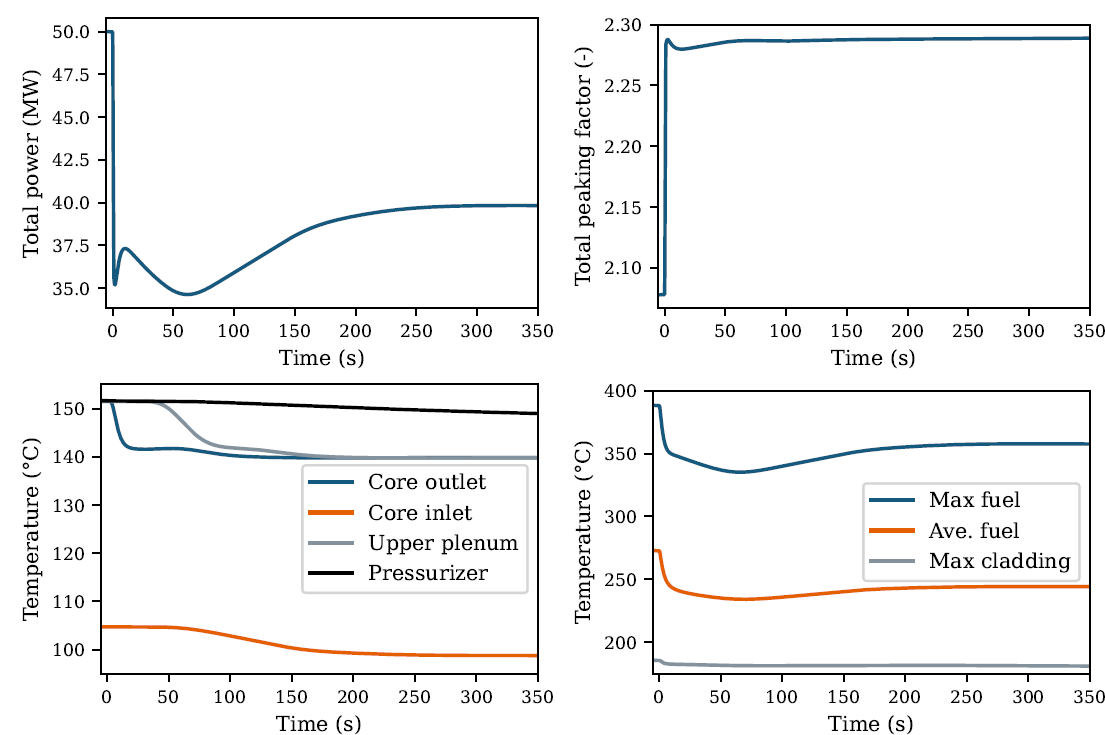 Total power (MW)
50.0
47.5
45.0
42.5
40.0
37.5
35.0
0 50 100 150 200 250 300 350
Time (s)
Total peaking factor (-)
2.30
2.25
2.20
2.15
2.10
0 50 100 150 200 250 300 350
Time (s)
Temperature (°C)
150
140
130
120
110
100
Core outlet
Core inlet
Upper plenum
Pressurizer
0 50 100 150 200 250 300 350
Time (s)
Temperature (°C)
400
350
300
250
200
Max fuel
Ave. fuel
Max cladding
0 50 100 150 200 250 300 350
Time (s)